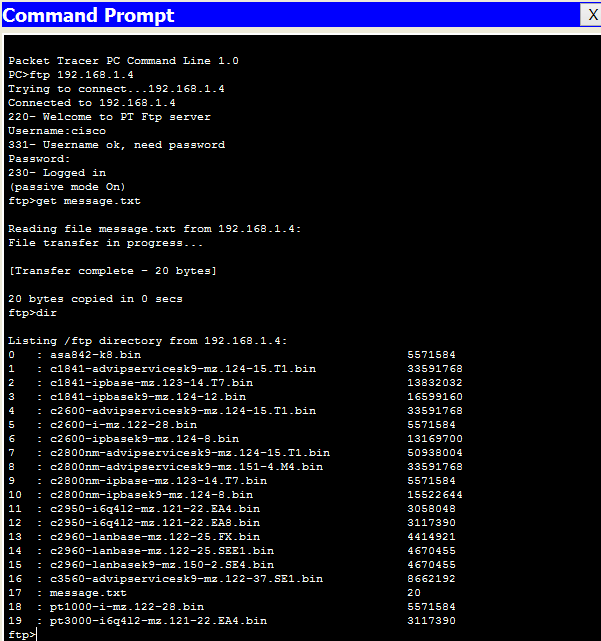 Command Prompt X
Packet Tracer PC Command Line 1.0
PC>ftp 192.168.1.4
Trying to connect...192.168.1.4
Connected to 192.168.1.4
220- Welcome to PT Ftp server
Username:cisco
331- Username ok, need password
Password:
230- Logged in
(passive mode On)
ftp>get message.txt
Reading file message.txt from 192.168.1.4:
File transfer in progress...
[Transfer complete - 20 bytes]
20 bytes copied in 0 secs
ftp>dir
Listing /ftp directory from 192.168.1.4:
0 : asa842-k8.bin 5571584
1 : c1841-advipservicesk9-mz.124-15.T1.bin 33591768
2 : c1841-ipbase-mz.123-14.T7.bin 13832032
3 : c1841-ipbasek9-mz.124-12.bin 16599160
4 : c2600-advipservicesk9-mz.124-15.T1.bin 33591768
5 : c2600-i-mz.122-28.bin 5571584
6 : c2600-ipbasek9-mz.124-8.bin 13169700
7 : c2800nm-advipservicesk9-mz.124-15.T1.bin 50938004
8 : c2800nm-advipservicesk9-mz.151-4.M4.bin 33591768
9 : c2800nm-ipbase-mz.123-14.T7.bin 5571584
10 : c2800nm-ipbasek9-mz.124-8.bin 15522644
11 : c2950-i6q4l2-mz.121-22.EA4.bin 3058048
12 : c2950-i6q4l2-mz.121-22.EA8.bin 3117390
13 : c2960-lanbase-mz.122-25.FX.bin 4414921
14 : c2960-lanbase-mz.122-25.SEE1.bin 4670455
15 : c2960-lanbasek9-mz.150-2.SE4.bin 4670455
16 : c3560-advipservicesk9-mz.122-37.SE1.bin 8662192
17 : message.txt 20
18 : pt1000-i-mz.122-28.bin 5571584
19 : pt3000-i6q4l2-mz.121-22.EA4.bin 3117390
ftp>